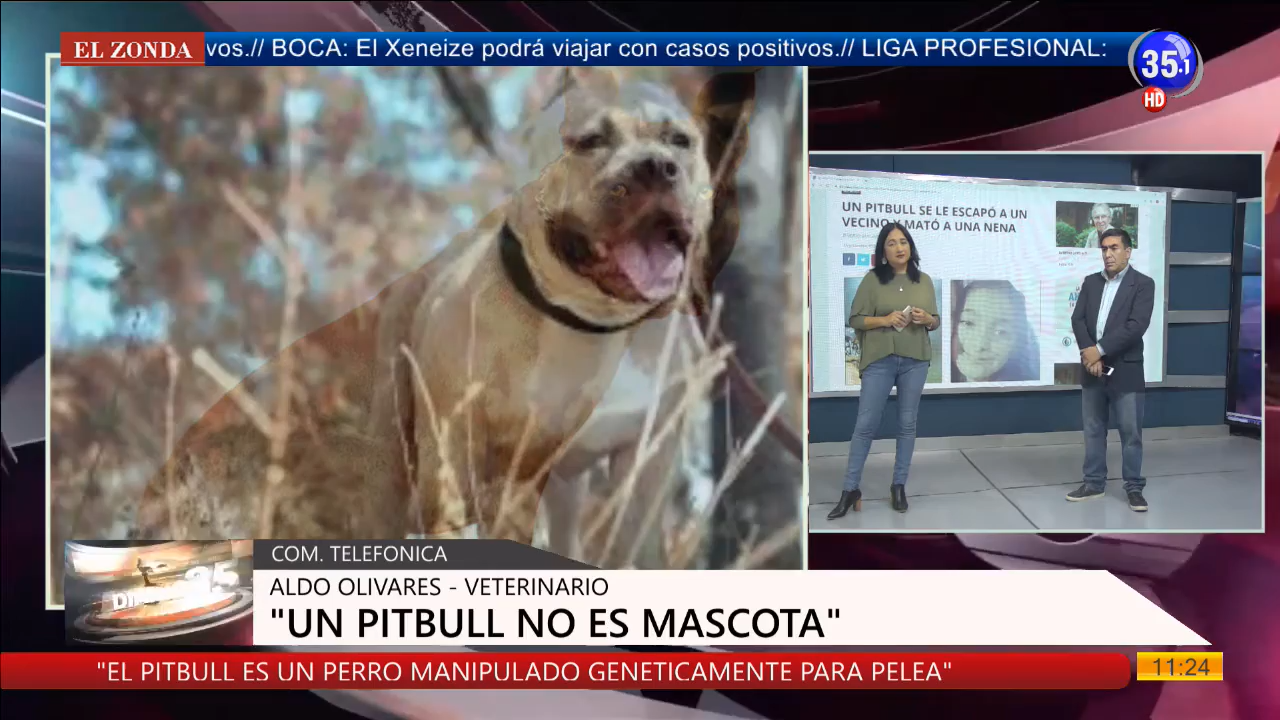 EL ZONDA
vos.// BOCA: El Xeneize podrá viajar con casos positivos.// LIGA PROFESIONAL:
35.1
HD
UN PITBULL SE LE ESCAPÓ A UN
VECINO Y MATÓ A UNA NENA
COM. TELEFONICA
ALDO OLIVARES - VETERINARIO
"UN PITBULL NO ES MASCOTA"
"EL PITBULL ES UN PERRO MANIPULADO GENETICAMENTE PARA PELEA"
11:24